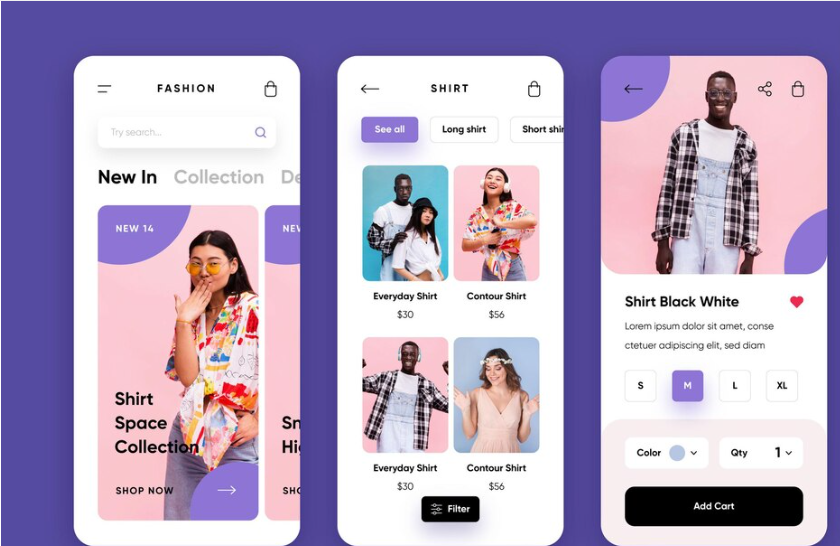 FASHION
Try search...
New In Collection De
NEW 14
NEW
Shirt
Space
Collection
Sn
Hi
SHOP NOW
SHO
SHIRT
See all Long shirt Short shir
Everyday Shirt
$30
Contour Shirt
$56
Everyday Shirt
$30
Contour Shirt
$56
Filter
Shirt Black White
Lorem ipsum dolor sit amet, conse
ctetuer adipiscing elit, sed diam
S M L XL
Color
Qty 1
Add Cart